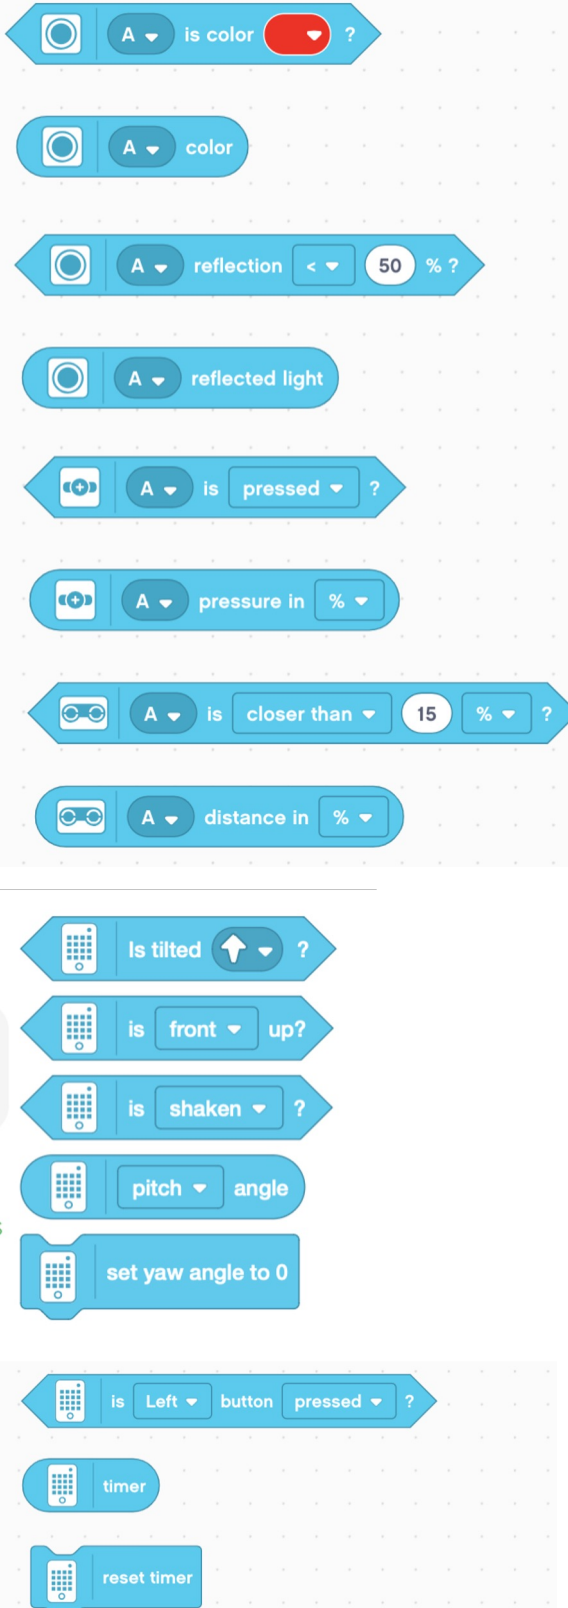 A is color ?
A color
A reflection < 50 % ?
A reflected light
A is pressed ?
A pressure in %
A is closer than 15 % ?
A distance in %
Is tilted ?
is front up?
is shaken ?
pitch angle
set yaw angle to 0
is Left button pressed ?
timer
reset timer